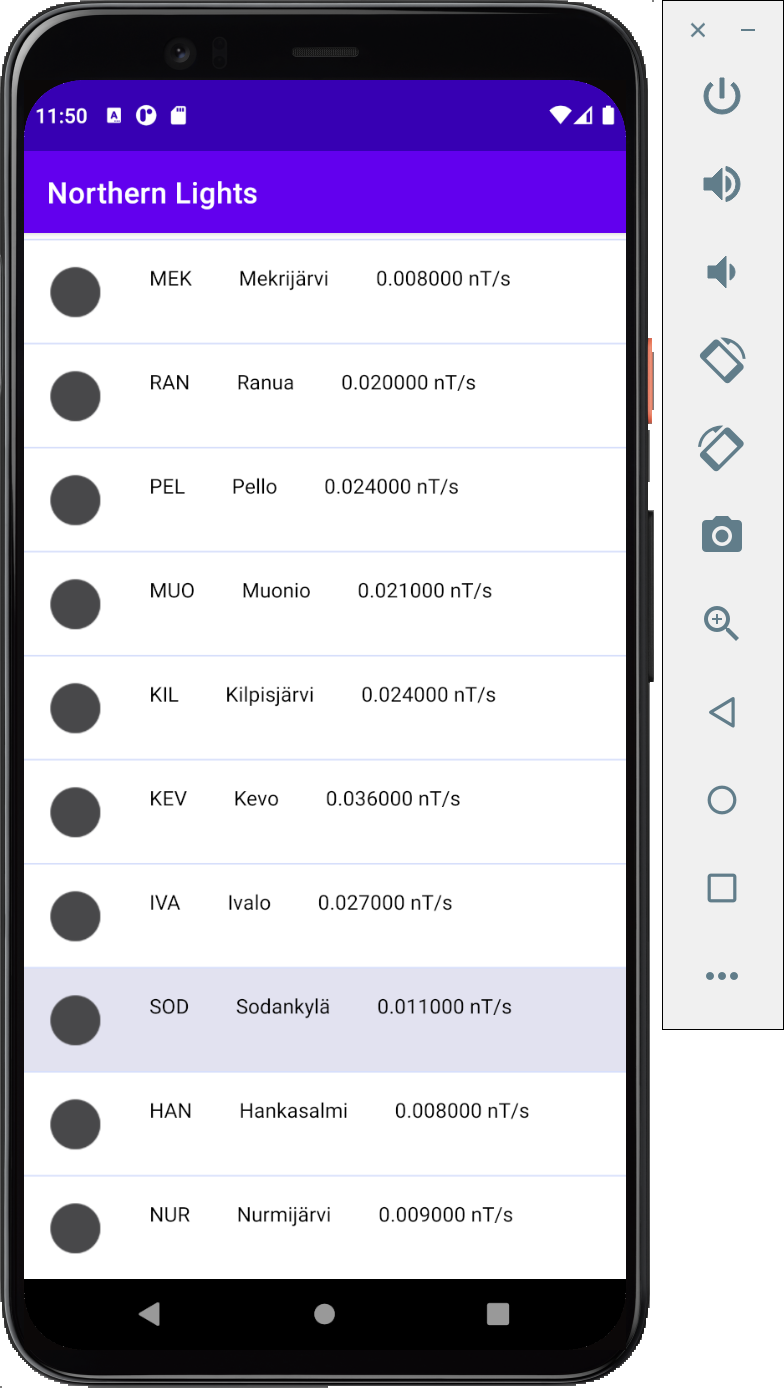 11:50
Northern Lights
MEK Mekrijärvi 0.008000 nT/s
RAN Ranua 0.020000 nT/s
PEL Pello 0.024000 nT/s
MUO Muonio 0.021000 nT/s
KIL Kilpisjärvi 0.024000 nT/s
KEV Kevo 0.036000 nT/s
IVA Ivalo 0.027000 nT/s
SOD Sodankylä 0.011000 nT/s
HAN Hankasalmi 0.008000 nT/s
NUR Nurmijärvi 0.009000 nT/s